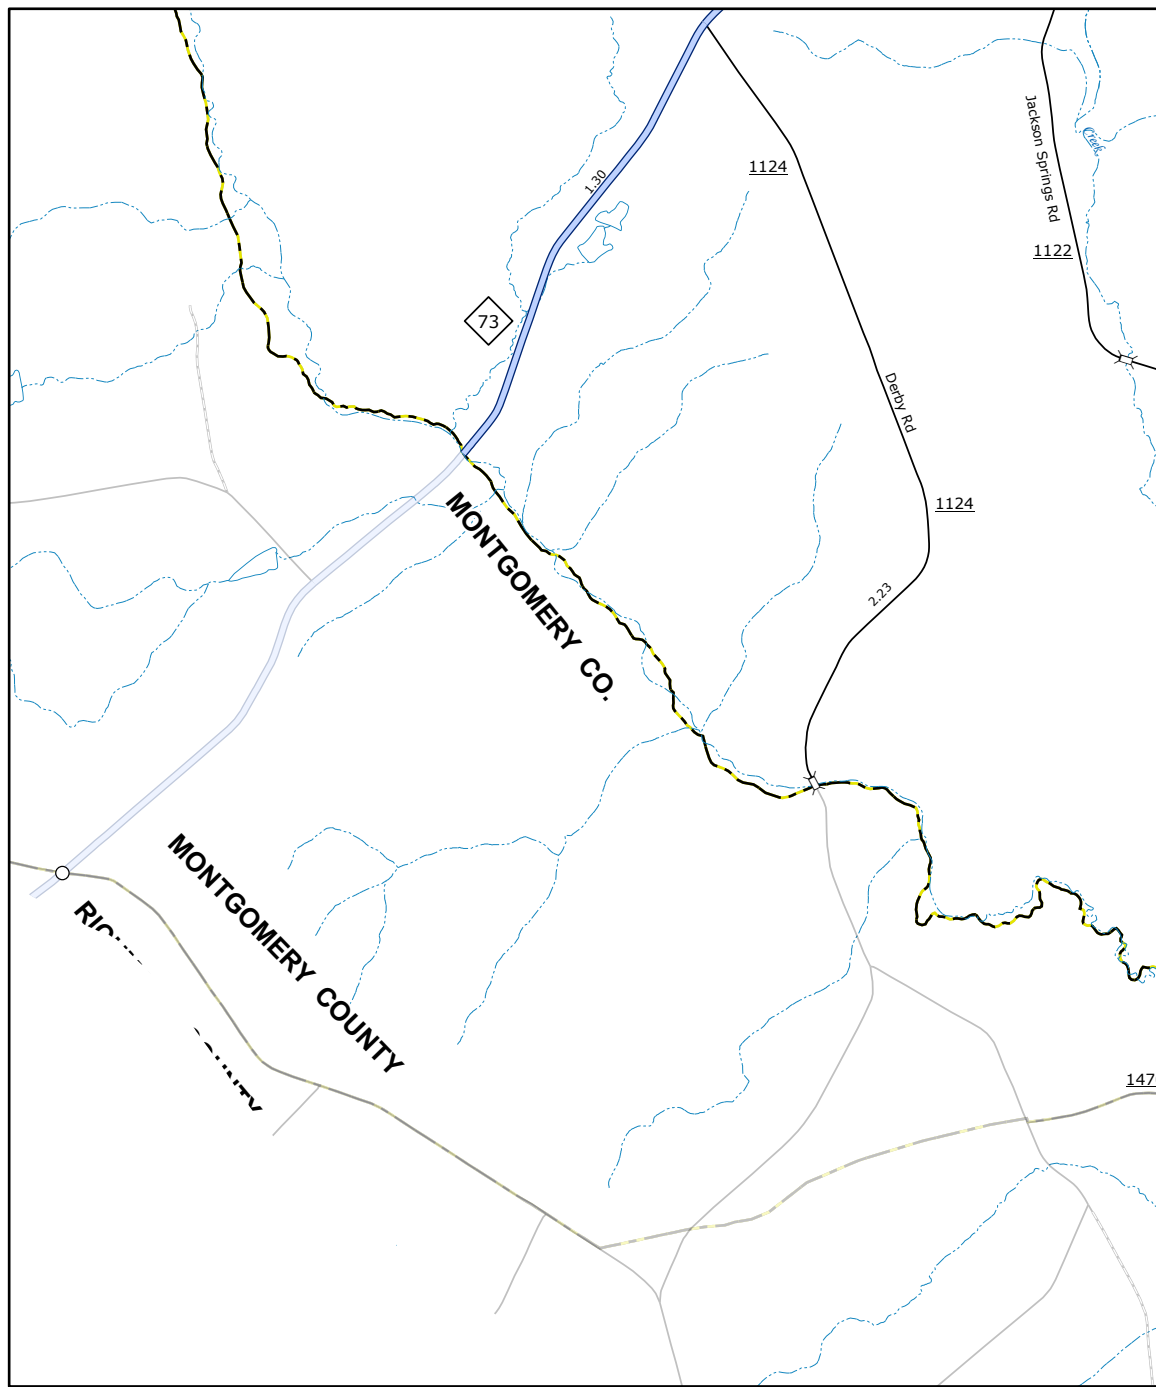 Jackson Springs Rd
Creek
1124
1.30
1122
73
Derby Rd
1124
MONTGOMERY CO.
2.23
MONTGOMERY COUNTY
147